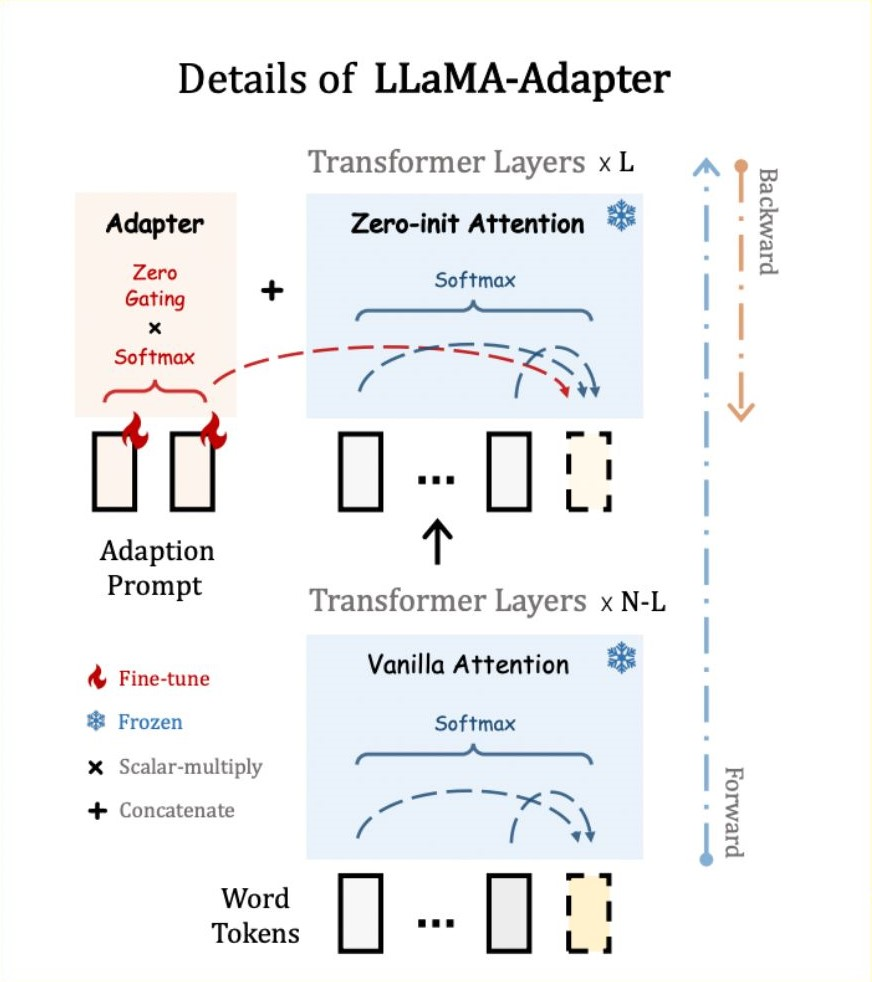 Details of LLaMA-Adapter
Transformer Layers x L
Adapter
Zero
Gating
×
Softmax
+
Zero-init Attention
Softmax
...
Adaption
Prompt
Transformer Layers x N-L
Vanilla Attention
Softmax
Fine-tune
Frozen
× Scalar-multiply
+ Concatenate
Word
Tokens
...
Backward
Forward